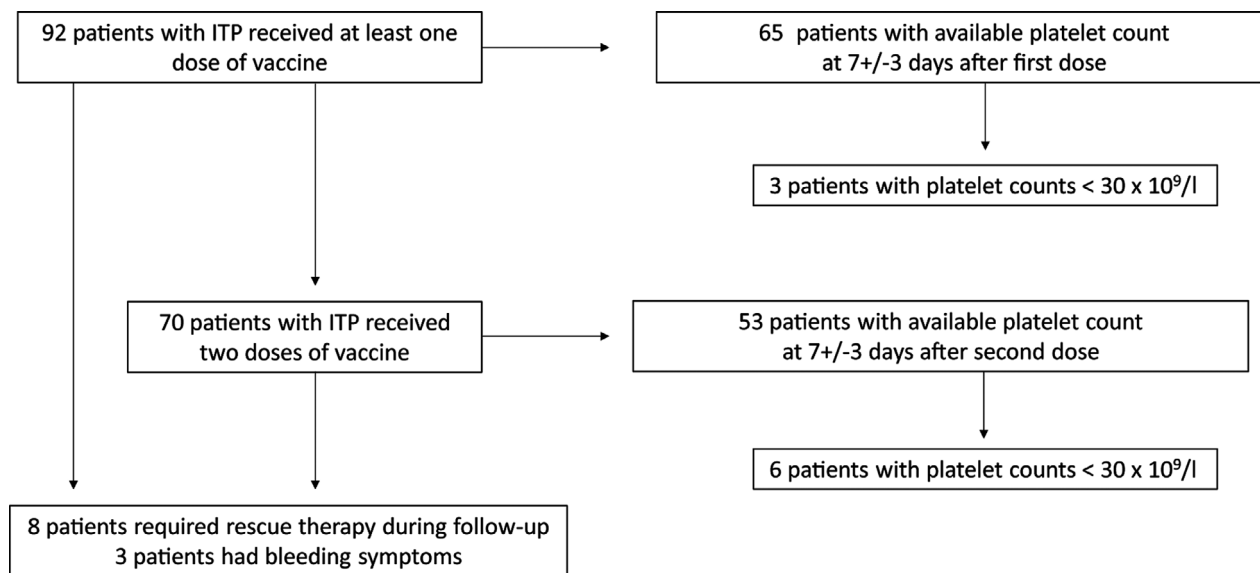 92 patients with ITP received at least one
dose of vaccine
65 patients with available platelet count
at 7+/-3 days after first dose
3 patients with platelet counts < 30 x 10⁹/l
70 patients with ITP received
two doses of vaccine
53 patients with available platelet count
at 7+/-3 days after second dose
6 patients with platelet counts < 30 x 10⁹/l
8 patients required rescue therapy during follow-up
3 patients had bleeding symptoms